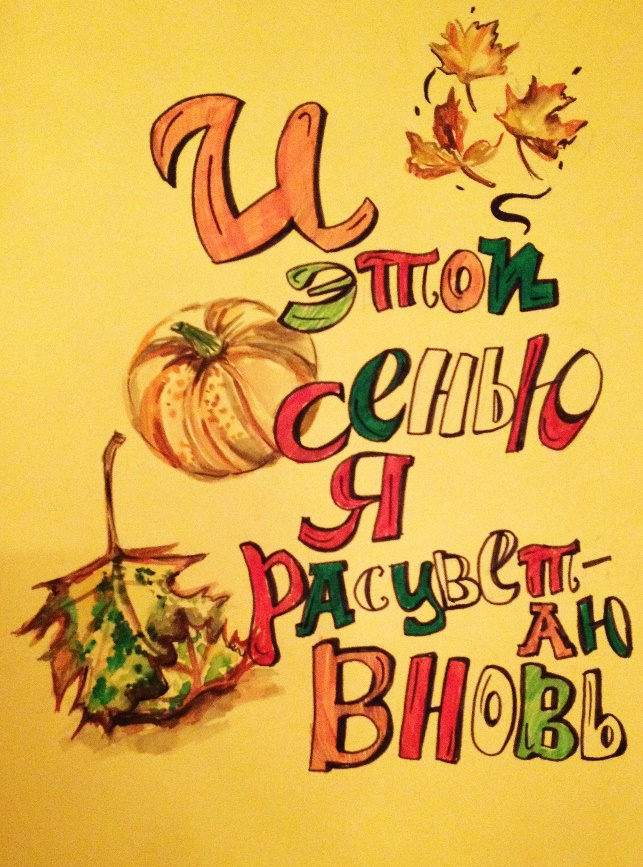 И
этой
осенью
я
расцвет-
аю
вновь